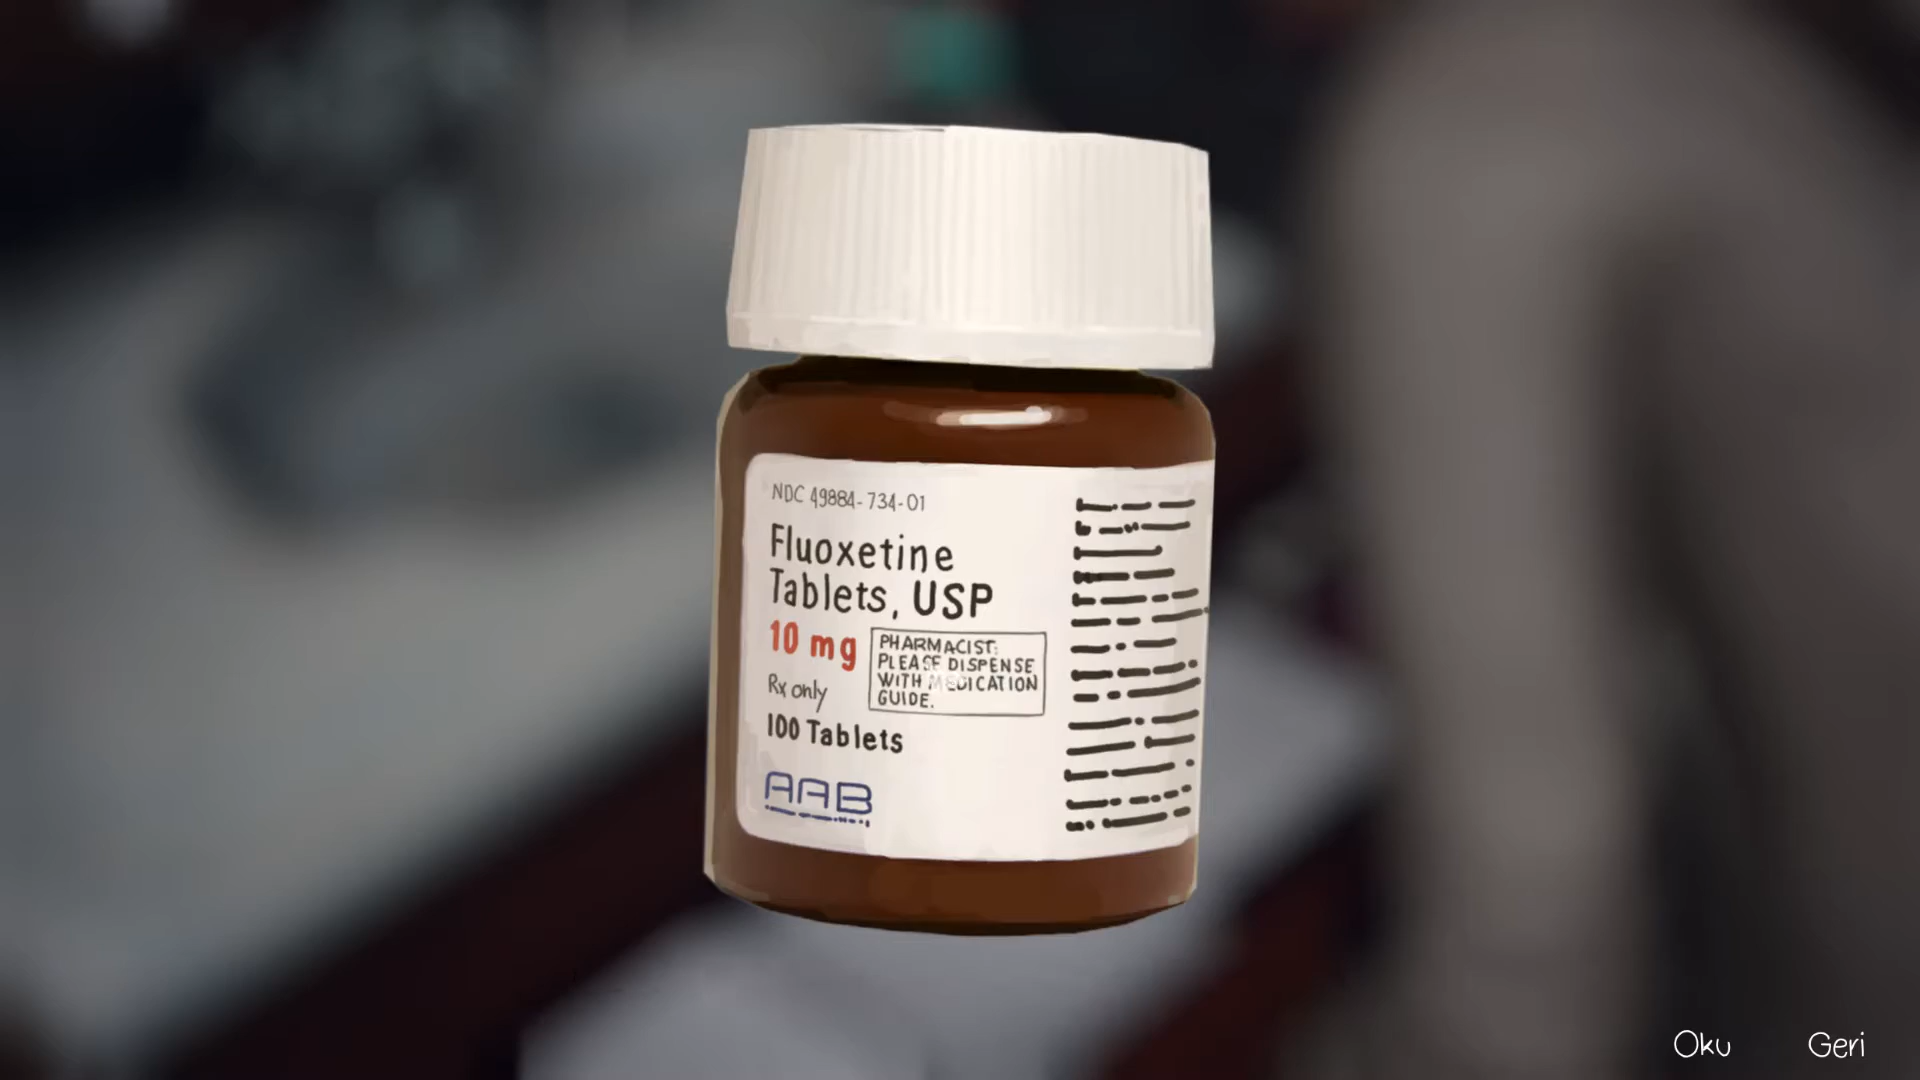 NDC 49884-734-01
Fluoxetine
Tablets, USP
10 mg
PHARMACIST:
PLEASE DISPENSE
WITH MEDICATION
GUIDE.
Rx only
100 Tablets
AAB
Oku
Geri